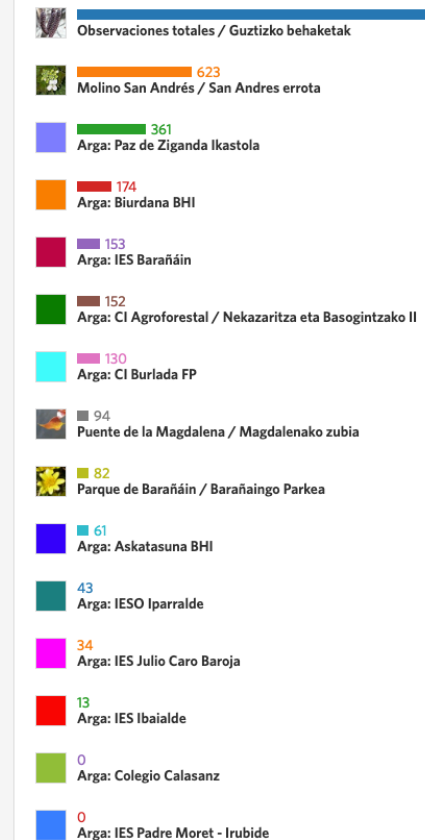 Observaciones totales / Guztizko behaketak
623
Molino San Andrés / San Andres errota
361
Arga: Paz de Ziganda Ikastola
174
Arga: Biurdana BHI
153
Arga: IES Barañáin
152
Arga: CI Agroforestal / Nekazaritza eta Basogintzako II
130
Arga: CI Burlada FP
94
Puente de la Magdalena / Magdalenako zubia
82
Parque de Barañáin / Barañaingo Parkea
61
Arga: Askatasuna BHI
43
Arga: IESO Iparralde
34
Arga: IES Julio Caro Baroja
13
Arga: IES Ibaialde
0
Arga: Colegio Calasanz
0
Arga: IES Padre Moret - Irubide